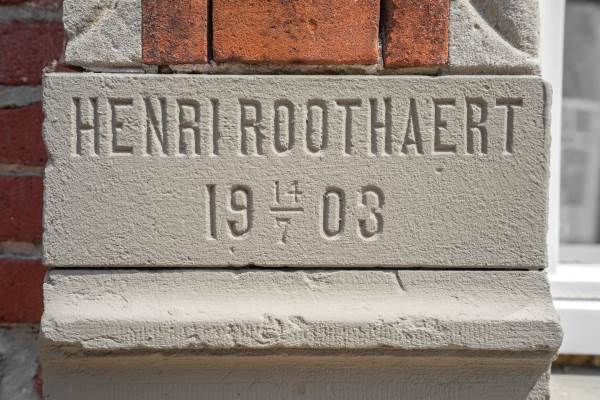 HENRI ROOTHAERT
19 14/7 03